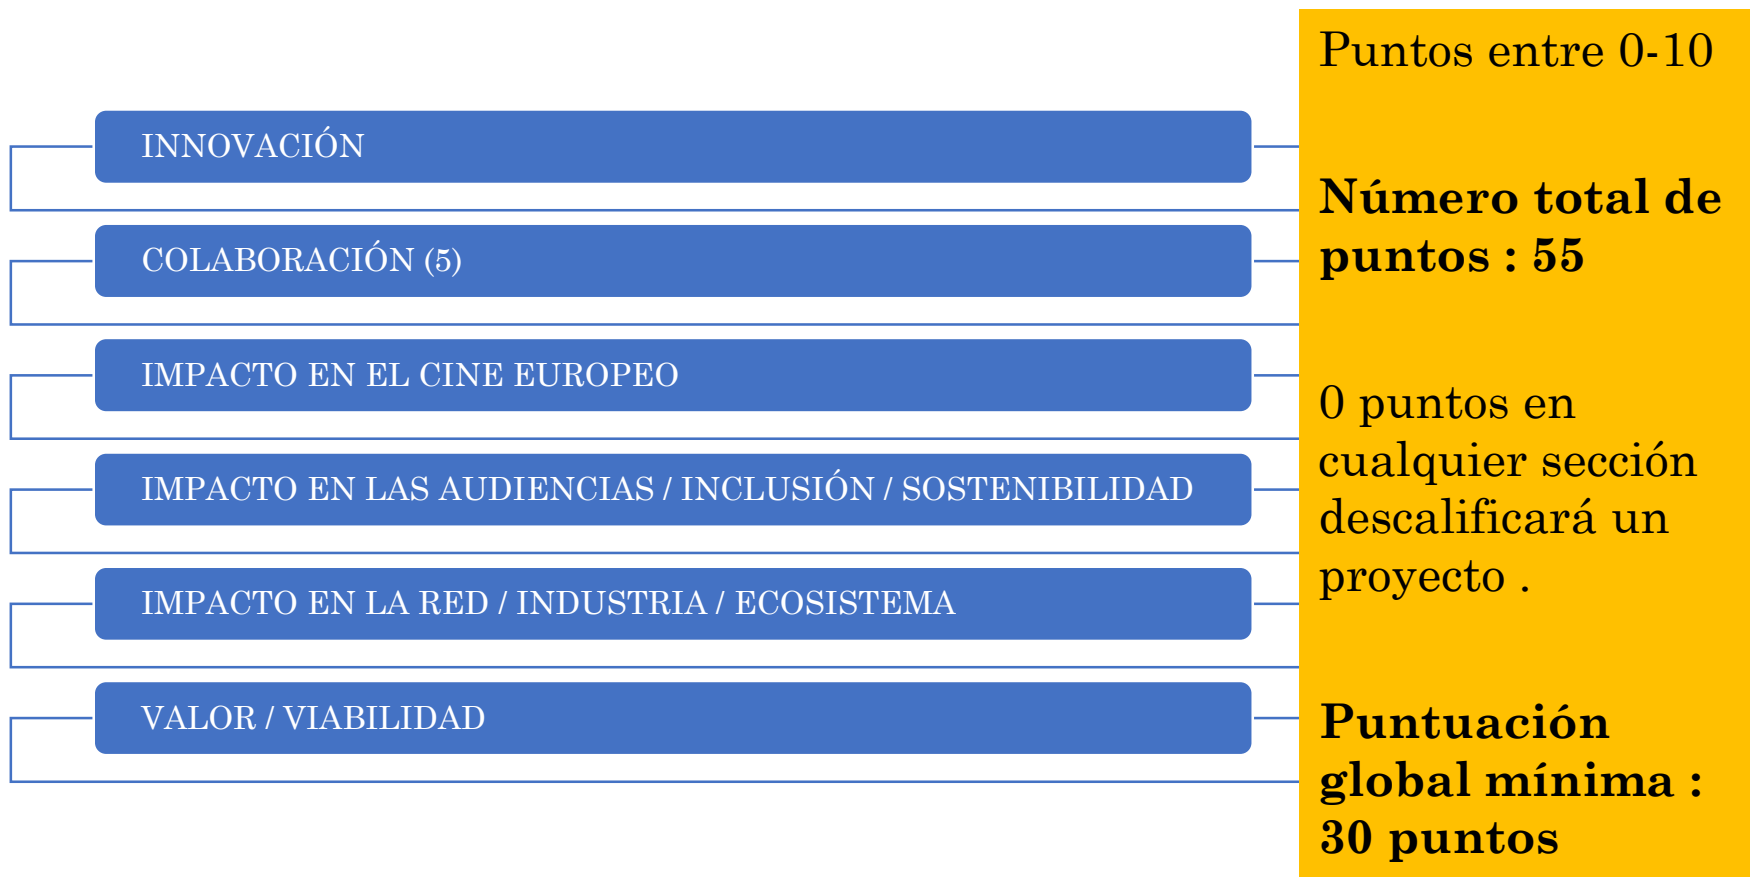 INNOVACIÓN
COLABORACIÓN (5)
IMPACTO EN EL CINE EUROPEO
IMPACTO EN LAS AUDIENCIAS / INCLUSIÓN / SOSTENIBILIDAD
IMPACTO EN LA RED / INDUSTRIA / ECOSISTEMA
VALOR / VIABILIDAD
Puntos entre 0-10
Número total de
puntos : 55
0 puntos en
cualquier sección
descalificará un
proyecto .
Puntuación
global mínima :
30 puntos